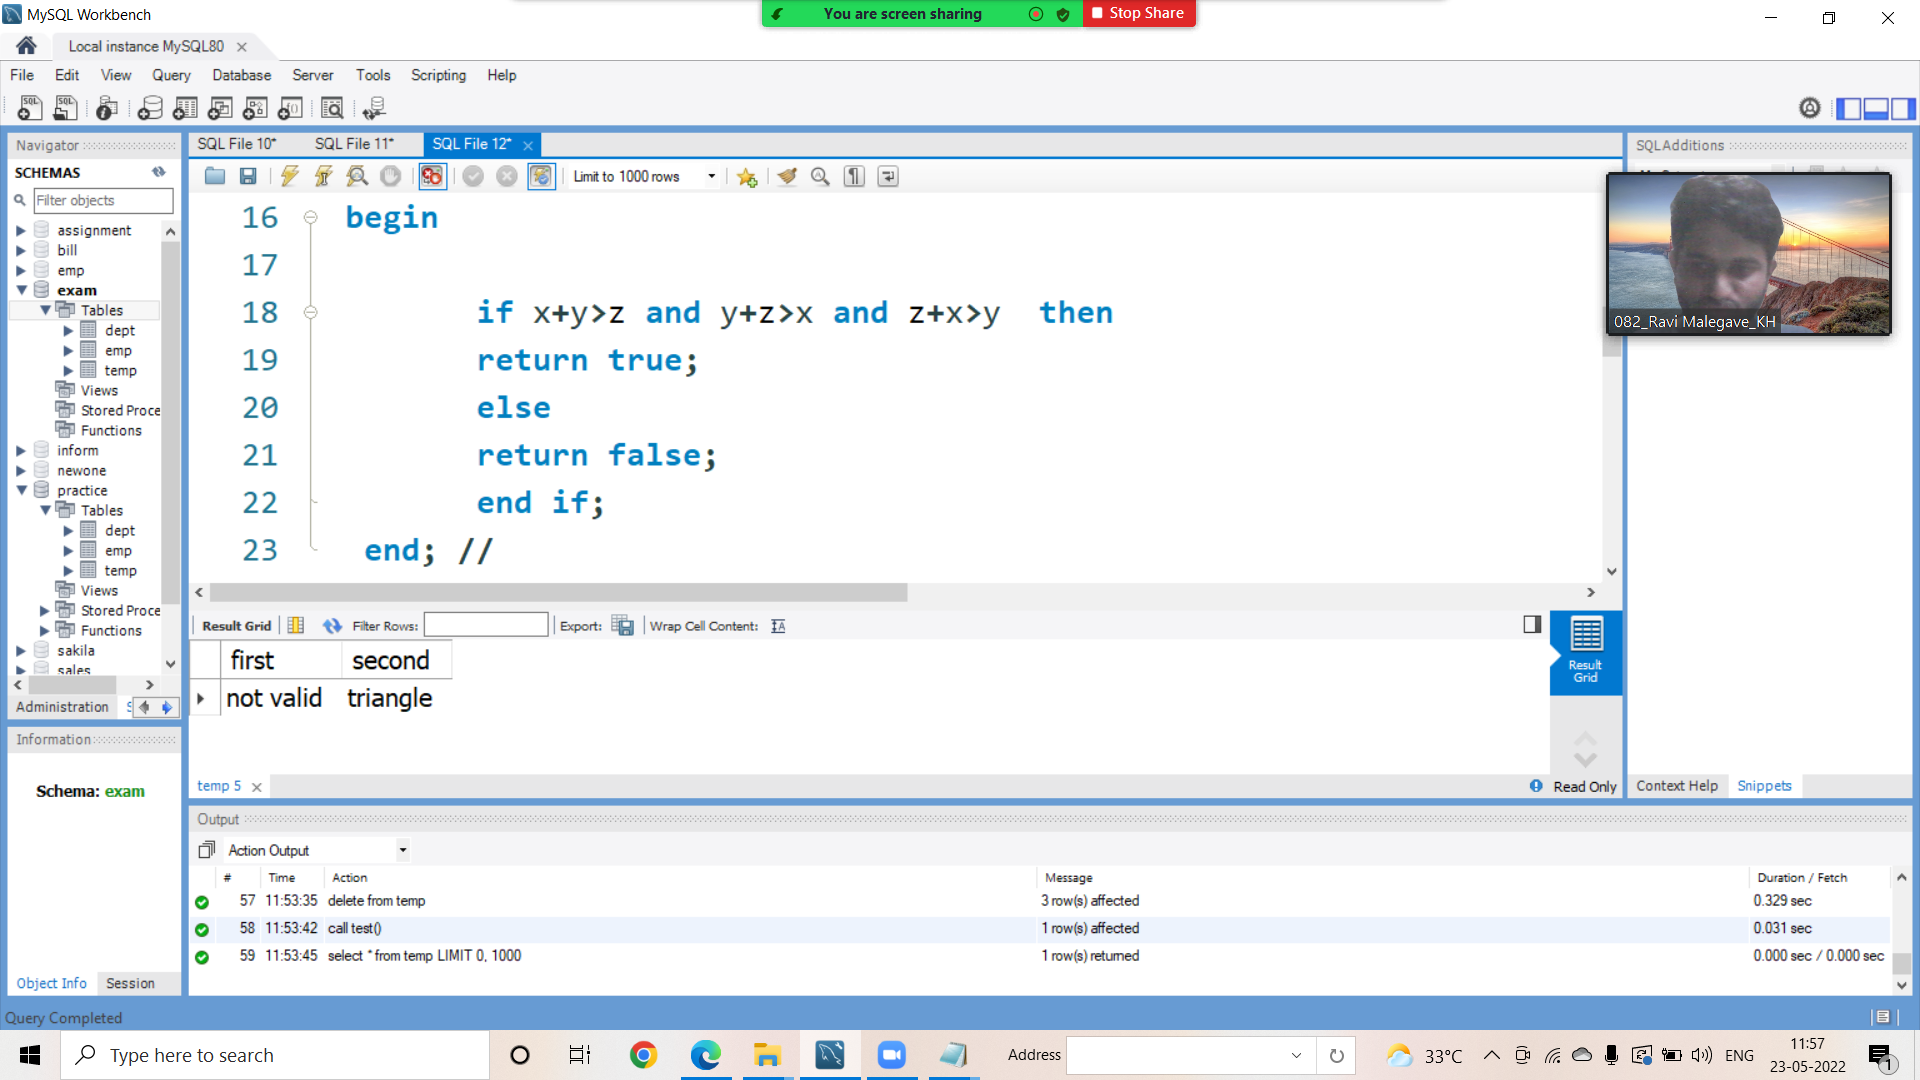 MySQL Workbench
You are screen sharing
Stop Share
Local instance MySQL80
File Edit View Query Database Server Tools Scripting Help
Navigator
SCHEMAS
Filter objects
assignment
bill
emp
exam
Tables
dept
emp
temp
Views
Stored Proce
Functions
inform
newone
practice
Tables
dept
emp
temp
Views
Stored Proce
Functions
sakila
sales
Administration S
Information
Schema: exam
Object Info Session
Query Completed
SQL File 10* SQL File 11* SQL File 12*
Limit to 1000 rows
16 begin
17
18 if x+y>z and y+z>x and z+x>y then
19 return true;
20 else
21 return false;
22 end if;
23 end; //
Result Grid Filter Rows: Export: Wrap Cell Content:
first second
not valid triangle
Result Grid
temp 5
Read Only
SQLAdditions
082_Ravi Malegave_KH
Context Help Snippets
Output
Action Output
# Time Action Message Duration / Fetch
57 11:53:35 delete from temp 3 row(s) affected 0.329 sec
58 11:53:42 call test() 1 row(s) affected 0.031 sec
59 11:53:45 select * from temp LIMIT 0, 1000 1 row(s) returned 0.000 sec / 0.000 sec
Type here to search
Address
33°C
ENG
11:57
23-05-2022
1